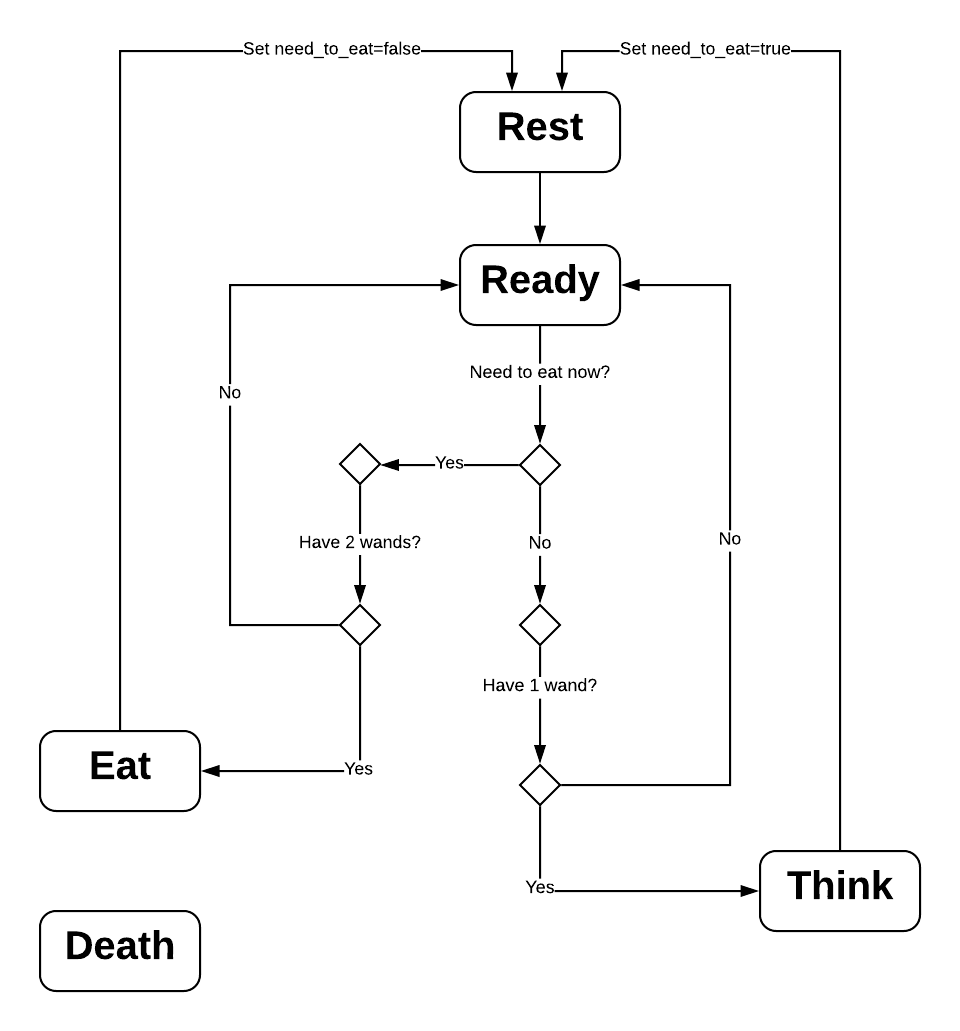 Set need_to_eat=false
Set need_to_eat=true
Rest
Ready
Need to eat now?
No
Yes
Have 2 wands?
No
No
Have 1 wand?
Eat
Yes
Yes
Think
Death